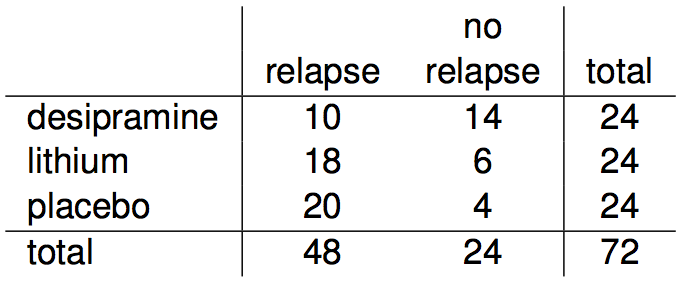 no
relapse relapse total
desipramine 10 14 24
lithium 18 6 24
placebo 20 4 24
total 48 24 72